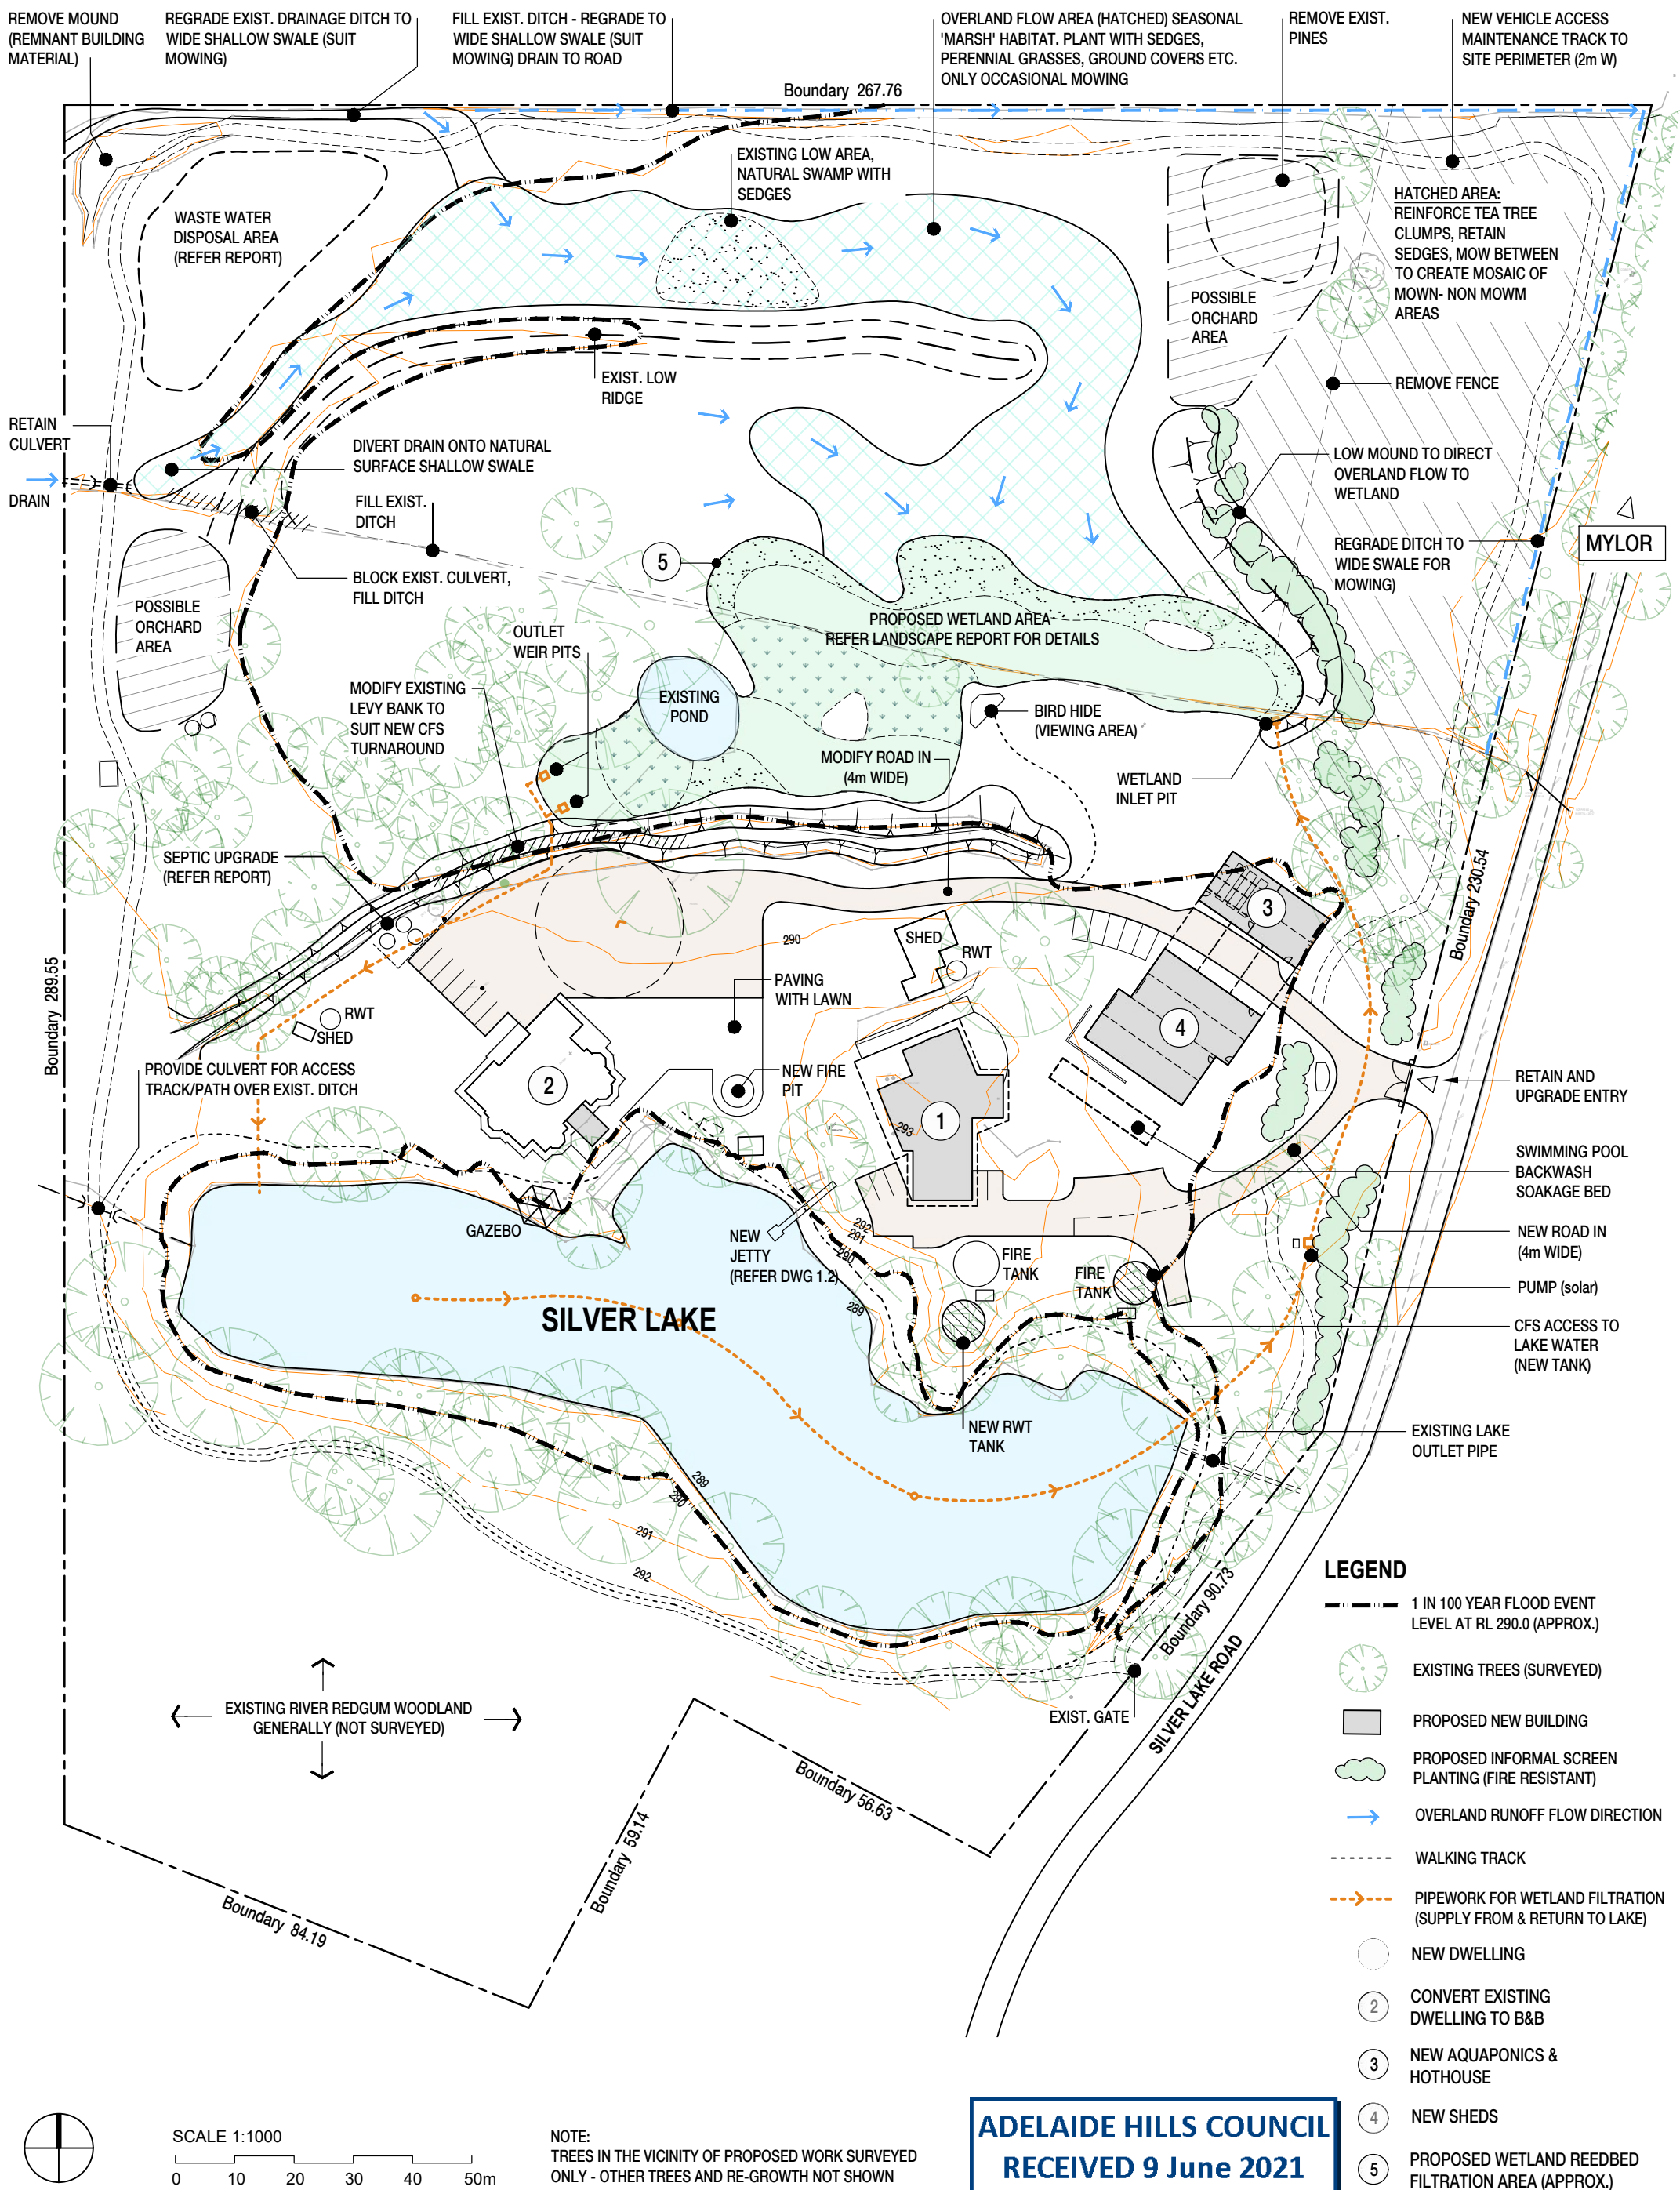 REMOVE MOUND
(REMNANT BUILDING
MATERIAL)
REGRADE EXIST. DRAINAGE DITCH TO
WIDE SHALLOW SWALE (SUIT
MOWING)
FILL EXIST. DITCH - REGRADE TO
WIDE SHALLOW SWALE (SUIT
MOWING) DRAIN TO ROAD
OVERLAND FLOW AREA (HATCHED) SEASONAL
'MARSH' HABITAT. PLANT WITH SEDGES,
PERENNIAL GRASSES, GROUND COVERS ETC.
ONLY OCCASIONAL MOWING
REMOVE EXIST.
PINES
NEW VEHICLE ACCESS
MAINTENANCE TRACK TO
SITE PERIMETER (2m W)
Boundary 267.76
EXISTING LOW AREA,
NATURAL SWAMP WITH
SEDGES
WASTE WATER
DISPOSAL AREA
(REFER REPORT)
HATCHED AREA:
REINFORCE TEA TREE
CLUMPS, RETAIN
SEDGES, MOW BETWEEN
TO CREATE MOSAIC OF
MOWN- NON MOWM
AREAS
POSSIBLE
ORCHARD
AREA
EXIST. LOW
RIDGE
REMOVE FENCE
RETAIN
CULVERT
DRAIN
DIVERT DRAIN ONTO NATURAL
SURFACE SHALLOW SWALE
LOW MOUND TO DIRECT
OVERLAND FLOW TO
WETLAND
FILL EXIST.
DITCH
REGRADE DITCH TO
WIDE SWALE FOR
MOWING)
MYLOR
5
BLOCK EXIST. CULVERT,
FILL DITCH
POSSIBLE
ORCHARD
AREA
PROPOSED WETLAND AREA
REFER LANDSCAPE REPORT FOR DETAILS
OUTLET
WEIR PITS
MODIFY EXISTING
LEVY BANK TO
SUIT NEW CFS
TURNAROUND
EXISTING
POND
BIRD HIDE
(VIEWING AREA)
MODIFY ROAD IN
(4m WIDE)
WETLAND
INLET PIT
SEPTIC UPGRADE
(REFER REPORT)
Boundary 230.54
3
290
SHED
RWT
Boundary 289.55
PAVING
WITH LAWN
RWT
SHED
4
PROVIDE CULVERT FOR ACCESS
TRACK/PATH OVER EXIST. DITCH
2
NEW FIRE
PIT
1
293
RETAIN AND
UPGRADE ENTRY
SWIMMING POOL
BACKWASH
SOAKAGE BED
GAZEBO
NEW
JETTY
(REFER DWG 1.2)
292
291
290
289
FIRE
TANK
FIRE
TANK
NEW ROAD IN
(4m WIDE)
PUMP (solar)
SILVER LAKE
CFS ACCESS TO
LAKE WATER
(NEW TANK)
NEW RWT
TANK
EXISTING LAKE
OUTLET PIPE
289
290
291
292
Boundary 90.73
EXIST. GATE
SILVER LAKE ROAD
EXISTING RIVER REDGUM WOODLAND
GENERALLY (NOT SURVEYED)
Boundary 56.63
Boundary 59.14
Boundary 84.19
LEGEND
1 IN 100 YEAR FLOOD EVENT
LEVEL AT RL 290.0 (APPROX.)
EXISTING TREES (SURVEYED)
PROPOSED NEW BUILDING
PROPOSED INFORMAL SCREEN
PLANTING (FIRE RESISTANT)
OVERLAND RUNOFF FLOW DIRECTION
WALKING TRACK
PIPEWORK FOR WETLAND FILTRATION
(SUPPLY FROM & RETURN TO LAKE)
NEW DWELLING
2 CONVERT EXISTING
DWELLING TO B&B
3 NEW AQUAPONICS &
HOTHOUSE
4 NEW SHEDS
5 PROPOSED WETLAND REEDBED
FILTRATION AREA (APPROX.)
SCALE 1:1000
0 10 20 30 40 50m
NOTE:
TREES IN THE VICINITY OF PROPOSED WORK SURVEYED
ONLY - OTHER TREES AND RE-GROWTH NOT SHOWN
ADELAIDE HILLS COUNCIL
RECEIVED 9 June 2021